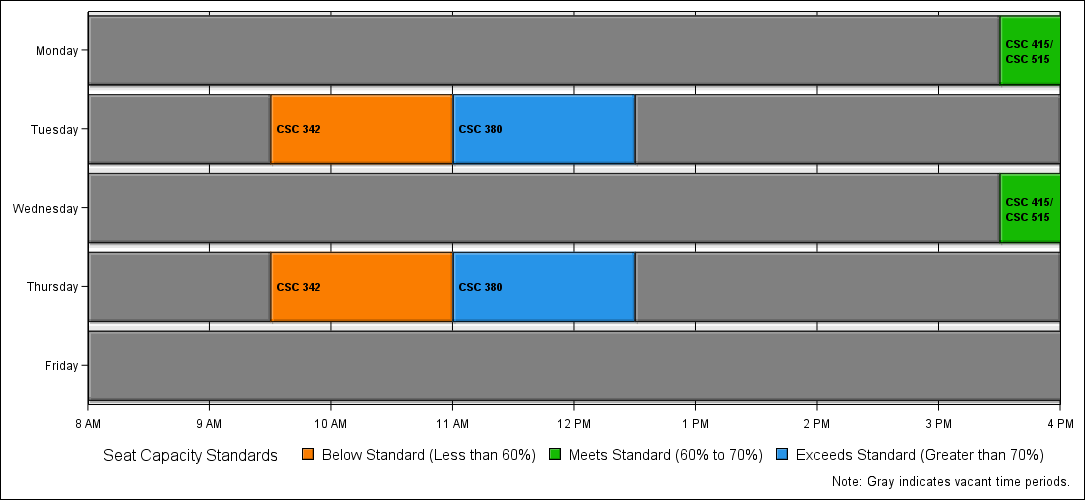 Monday
CSC 415/
CSC 515
Tuesday
CSC 342
CSC 380
Wednesday
CSC 415/
CSC 515
Thursday
CSC 342
CSC 380
Friday
8 AM 9 AM 10 AM 11 AM 12 PM 1 PM 2 PM 3 PM 4 PM
Seat Capacity Standards Below Standard (Less than 60%) Meets Standard (60% to 70%) Exceeds Standard (Greater than 70%)
Note: Gray indicates vacant time periods.